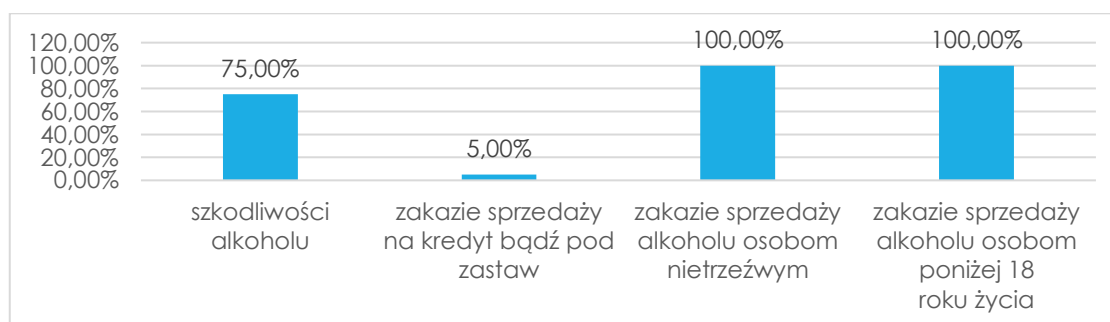 120,00%
100,00%
80,00%
60,00%
40,00%
20,00%
0,00%
75,00%
5,00%
100,00%
100,00%
szkodliwości
alkoholu
zakazie sprzedaży
na kredyt bądź pod
zastaw
zakazie sprzedaży
alkoholu osobom
nietrzeźwym
zakazie sprzedaży
alkoholu osobom
poniżej 18
roku życia